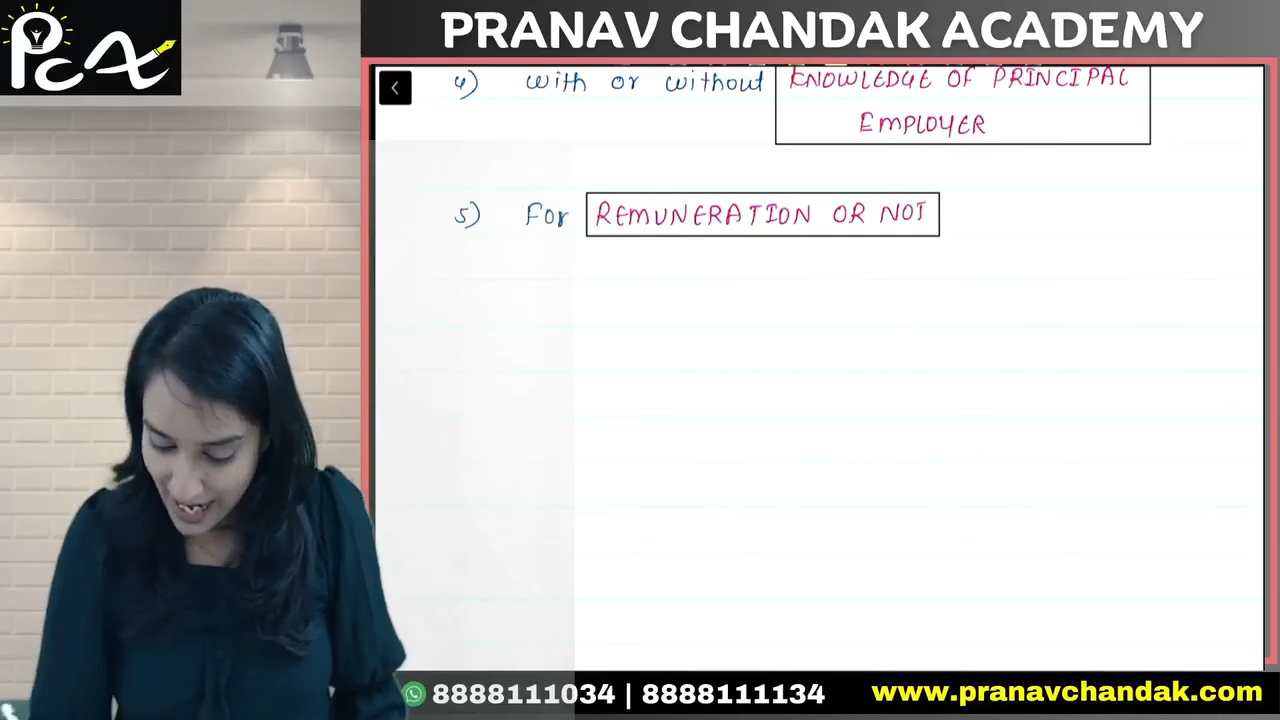 PCA
PRANAV CHANDAK ACADEMY
4) with or without KNOWLEDGE OF PRINCIPAL
EMPLOYER
5) For REMUNERATION OR NOT
8888111034 | 8888111134
www.pranavchandak.com